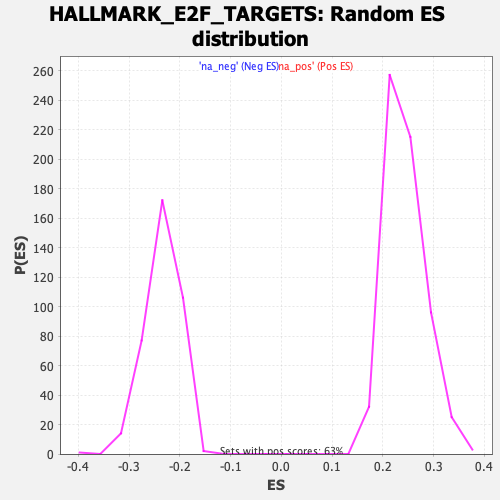 HALLMARK_E2F_TARGETS: Random ES
distribution
'na_neg' (Neg ES)na_pos' (Pos ES)
260
240
220
200
180
160
140
120
100
80
60
40
20
0
P(ES)
Sets with pos scores: 63%
-0.4 -0.3 -0.2 -0.1 0.0 0.1 0.2 0.3 0.4
ES